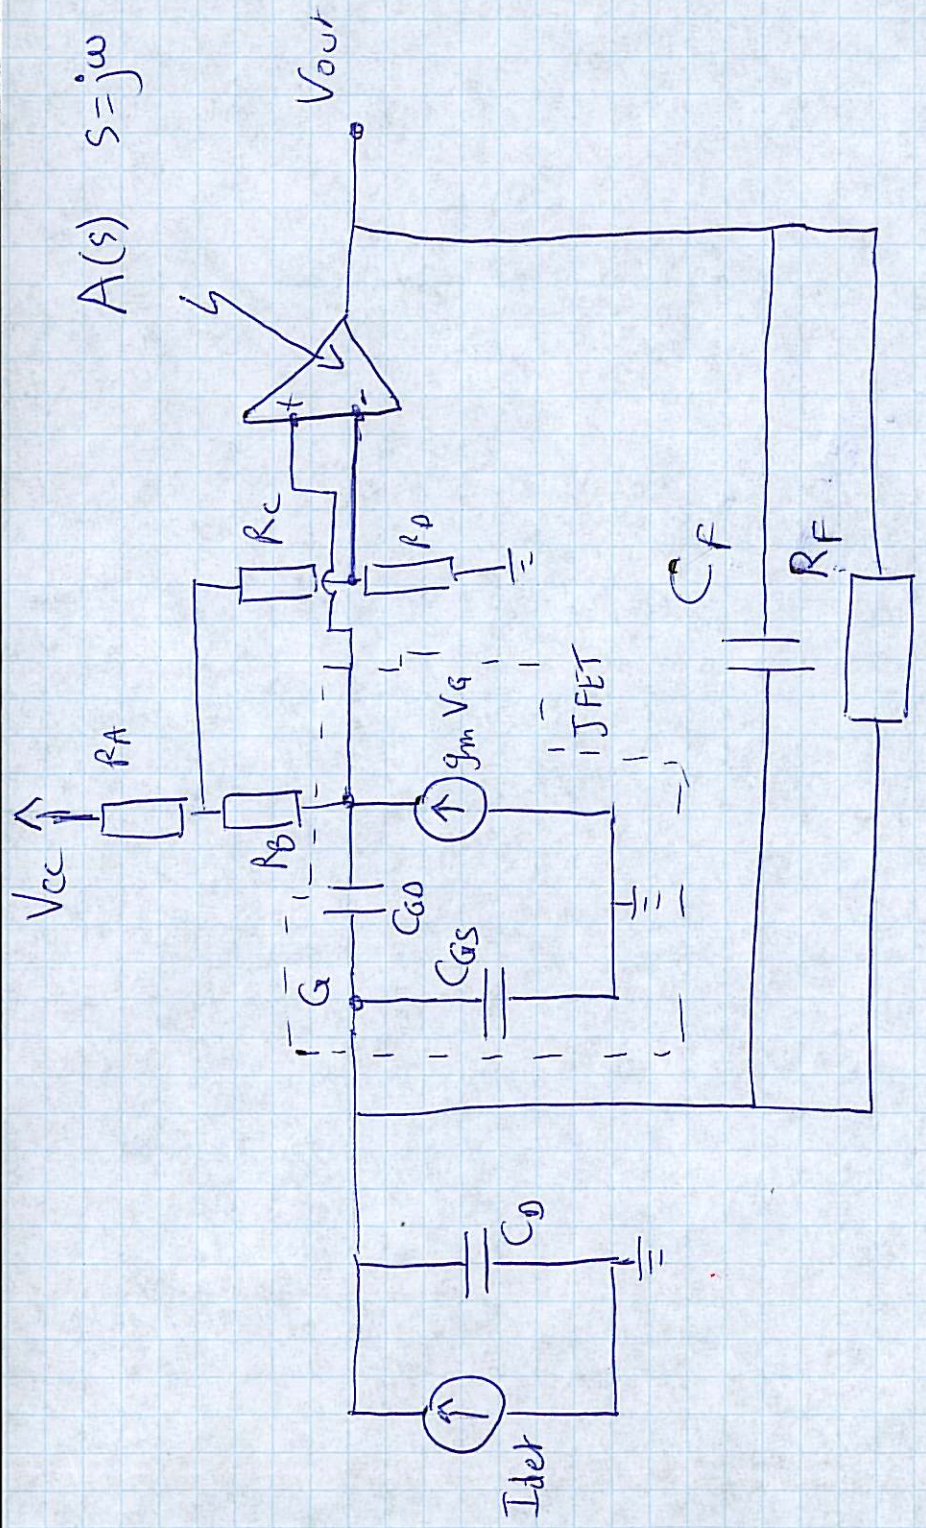 A(s) s=jω
Vout
+
-
RC
RD
Cf
RF
Vcc
RA
RB
gm VG
JFET
CGD
CGS
G
CD
Idet